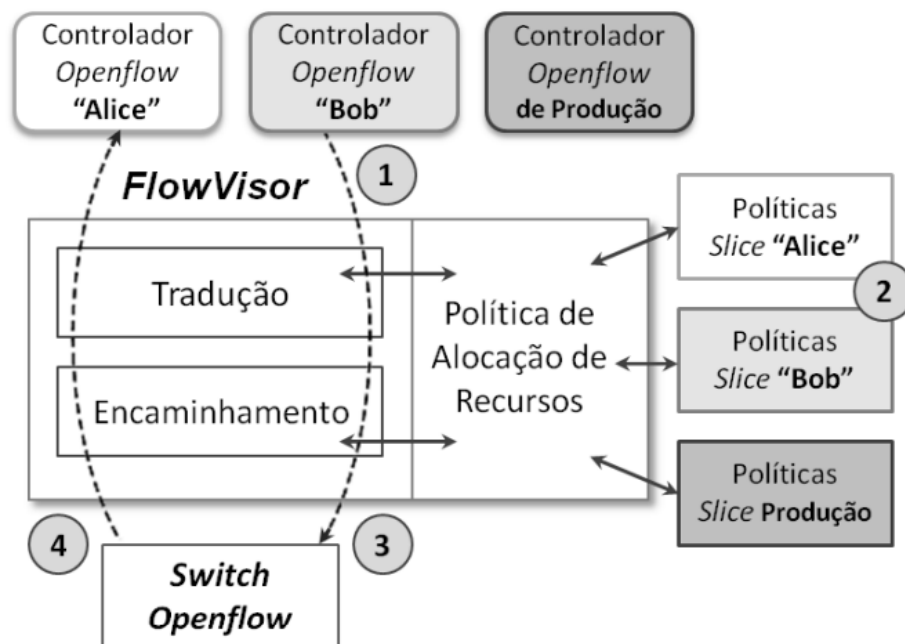 Controlador
Openflow
“Alice”
Controlador
Openflow
“Bob”
Controlador
Openflow
de Produção
1
FlowVisor
Tradução
Encaminhamento
Política de
Alocação de
Recursos
Políticas
Slice “Alice”
2
Políticas
Slice “Bob”
Políticas
Slice Produção
4
3
Switch
Openflow